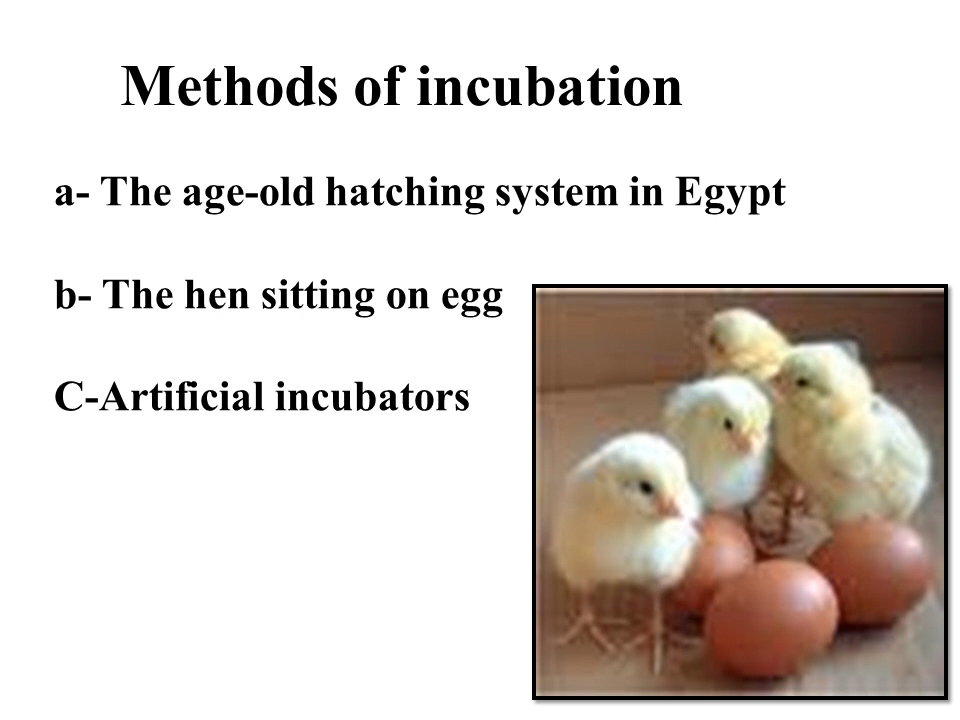 Methods of incubation
a- The age-old hatching system in Egypt
b- The hen sitting on egg
C-Artificial incubators